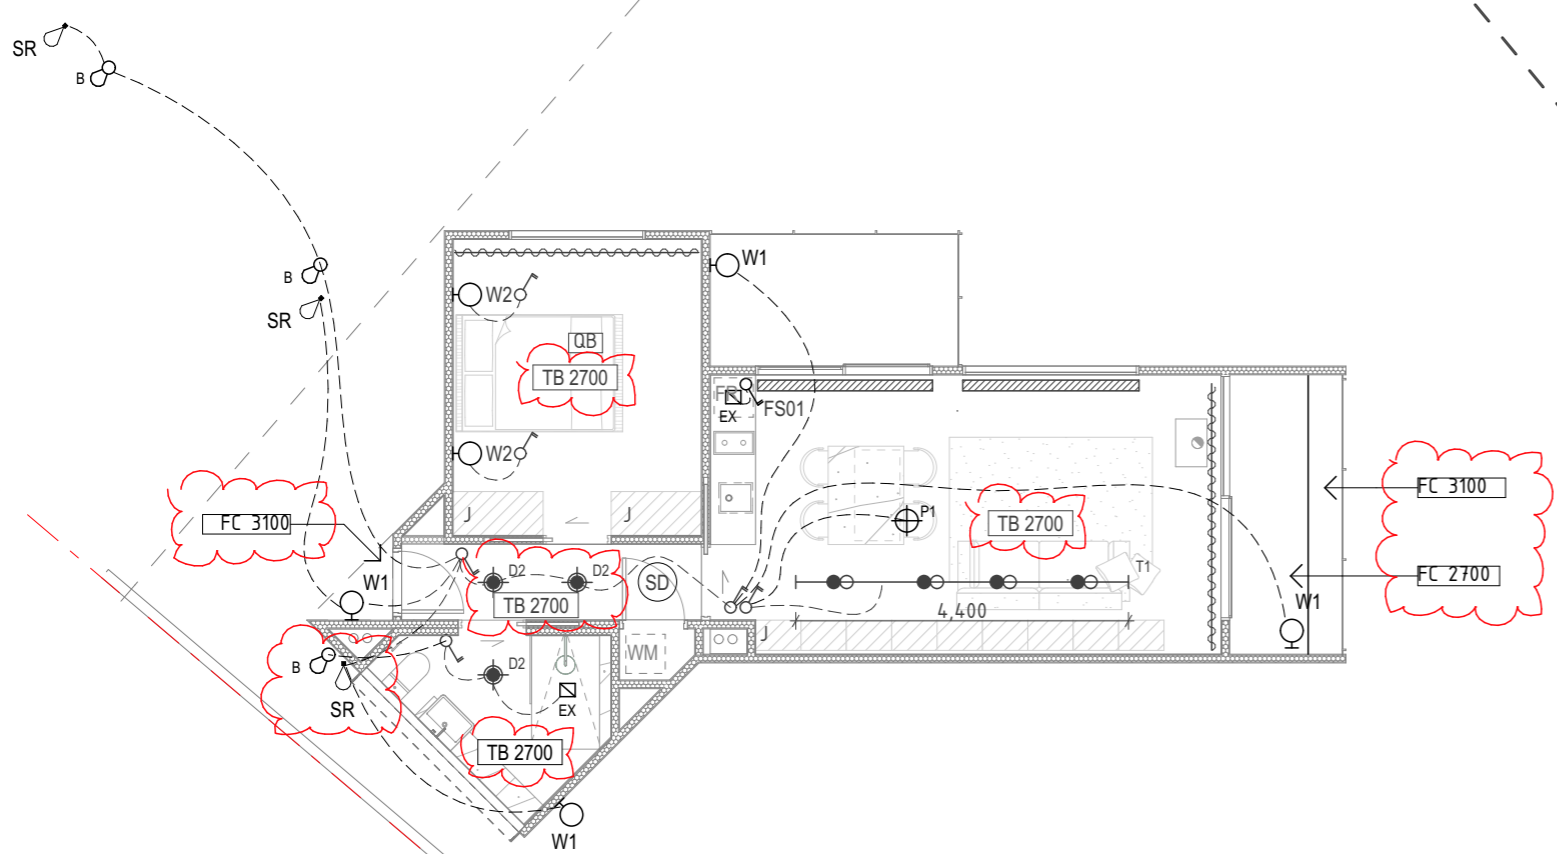 SR
B
B
SR
W1
W2
QB
TB 2700
W2
FP
EX
FS01
J
J
FC 3100
FC 3100
P1
TB 2700
W1
D2
D2
SD
TB 2700
T1
FC 2700
W1
4,400
J
B
SR
D2
WM
EX
TB 2700
W1